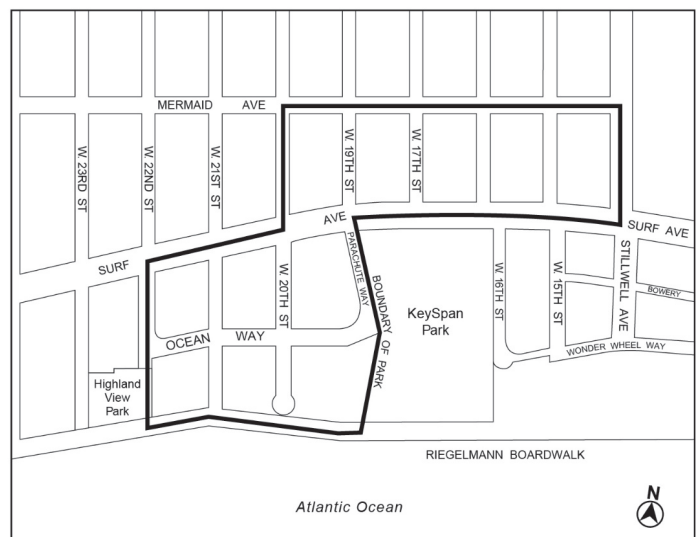 MERMAID AVE
W. 23RD ST
W. 22ND ST
W. 21ST ST
W. 19TH ST
W. 17TH ST
SURF AVE
SURF AVE
PARACHUTE WAY
BOUNDARY OF PARK
W. 20TH ST
KeySpan
Park
W. 16TH ST
W. 15TH ST
STILLWELL AVE
BOWERY
OCEAN WAY
WONDER WHEEL WAY
Highland
View
Park
RIEGELMANN BOARDWALK
Atlantic Ocean
N